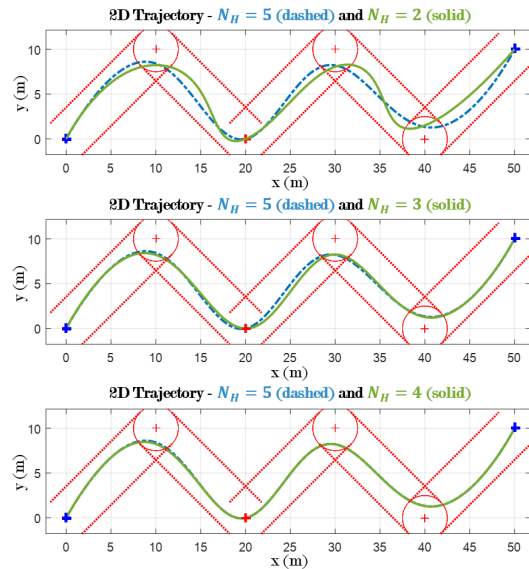 2D Trajectory - N_H = 5 (dashed) and N_H = 2 (solid)
10
5
0
y (m)
0 5 10 15 20 25 30 35 40 45 50
x (m)
2D Trajectory - N_H = 5 (dashed) and N_H = 3 (solid)
10
5
0
y (m)
0 5 10 15 20 25 30 35 40 45 50
x (m)
2D Trajectory - N_H = 5 (dashed) and N_H = 4 (solid)
10
5
0
y (m)
0 5 10 15 20 25 30 35 40 45 50
x (m)